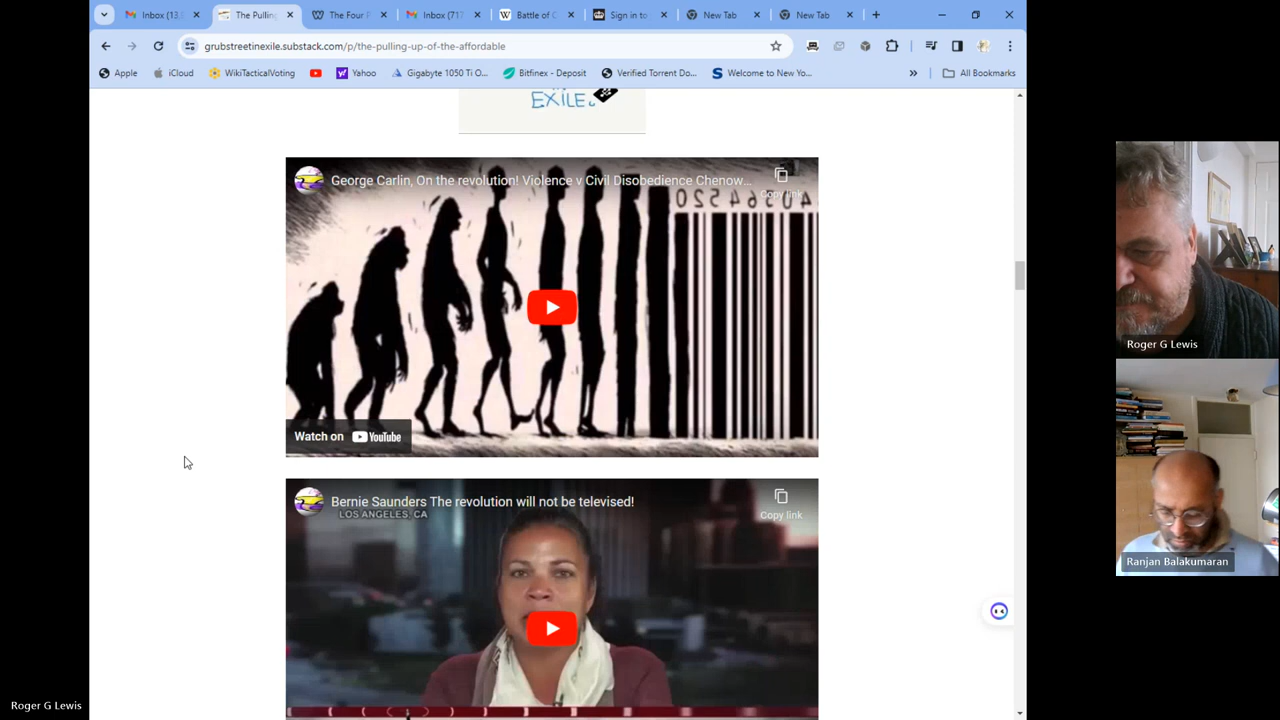 Inbox (13.
The Pulling
The Four F
Inbox (717
Battle of C
Sign in to
New Tab
New Tab
grubstreetinexile.substack.com/p/the-pulling-up-of-the-affordable
Apple
iCloud
WikiTacticalVoting
Yahoo
Gigabyte 1050 Ti O...
Bitfinex - Deposit
Verified Torrent Do...
Welcome to New Yo...
»
All Bookmarks
EXILE.
George Carlin, On the revolution! Violence v Civil Disobedience Chenow...
Copy link
Watch on YouTube
Bernie Saunders The revolution will not be televised!
LOS ANGELES, CA
Copy link
Roger G Lewis
Ranjan Balakumaran
Roger G Lewis